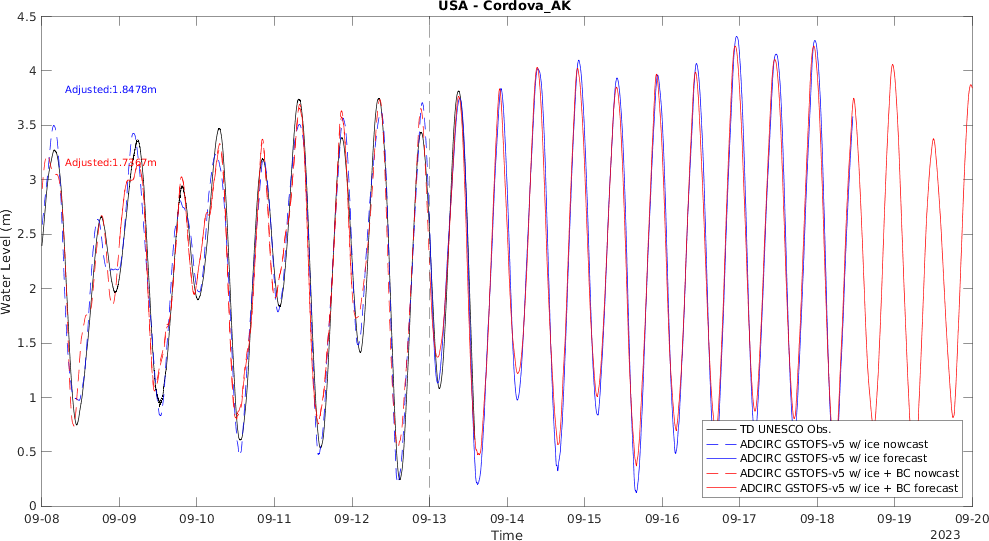 USA - Cordova_AK
4.5
4
3.5
3
2.5
2
1.5
1
0.5
0
Water Level (m)
Adjusted:1.8478m
Adjusted:1.7367m
TD UNESCO Obs.
ADCIRC GSTOFS-v5 w/ ice nowcast
ADCIRC GSTOFS-v5 w/ ice forecast
ADCIRC GSTOFS-v5 w/ ice + BC nowcast
ADCIRC GSTOFS-v5 w/ ice + BC forecast
09-08 09-09 09-10 09-11 09-12 09-13 09-14 09-15 09-16 09-17 09-18 09-19 09-20
Time
2023